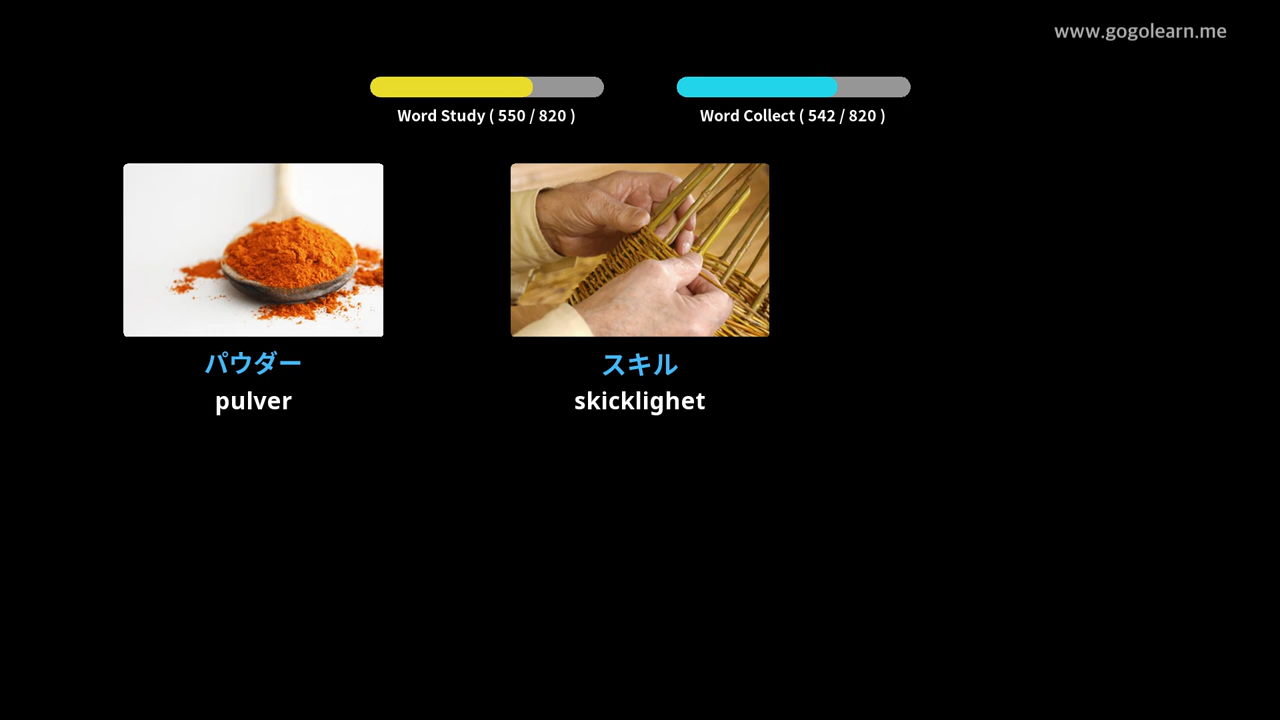 www.gogolearn.me
Word Study ( 550 / 820 )
Word Collect ( 542 / 820 )
パウダー
pulver
スキル
skicklighet